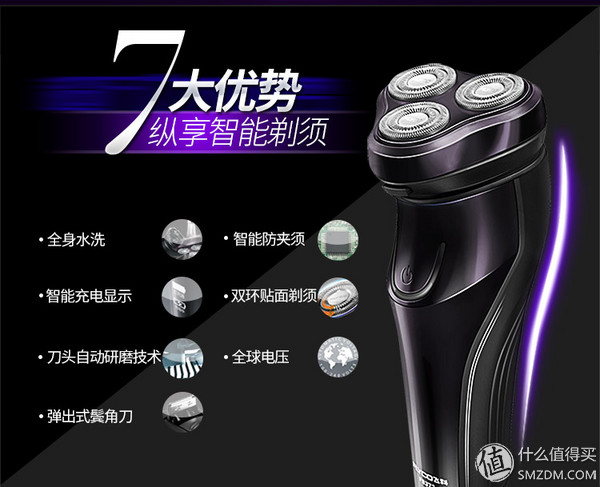 7大优势
纵享智能剃须
• 全身水洗
• 智能防夹须
• 智能充电显示
• 双环贴面剃须
• 刀头自动研磨技术
• 全球电压
• 弹出式鬓角刀
值 什么值得买
SMZDM.COM